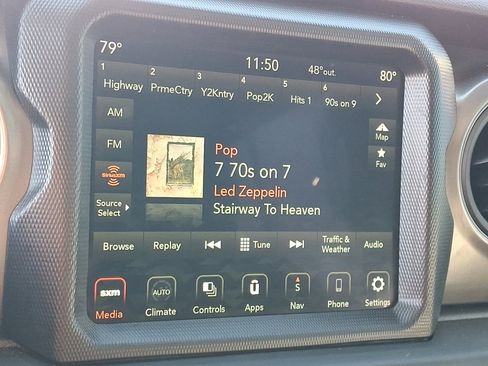 79°
11:50
48°out.
80°
1 2 3 4 5 6
Highway PrmeCtry Y2Kntry Pop2K Hits 1 90s on 9
AM
FM
siriusxm
Source Select
Map
Fav
Pop
7 70s on 7
Led Zeppelin
Stairway To Heaven
Browse Replay Tune Traffic & Weather Audio
sxm AUTO S
Media Climate Controls Apps Nav Phone Settings